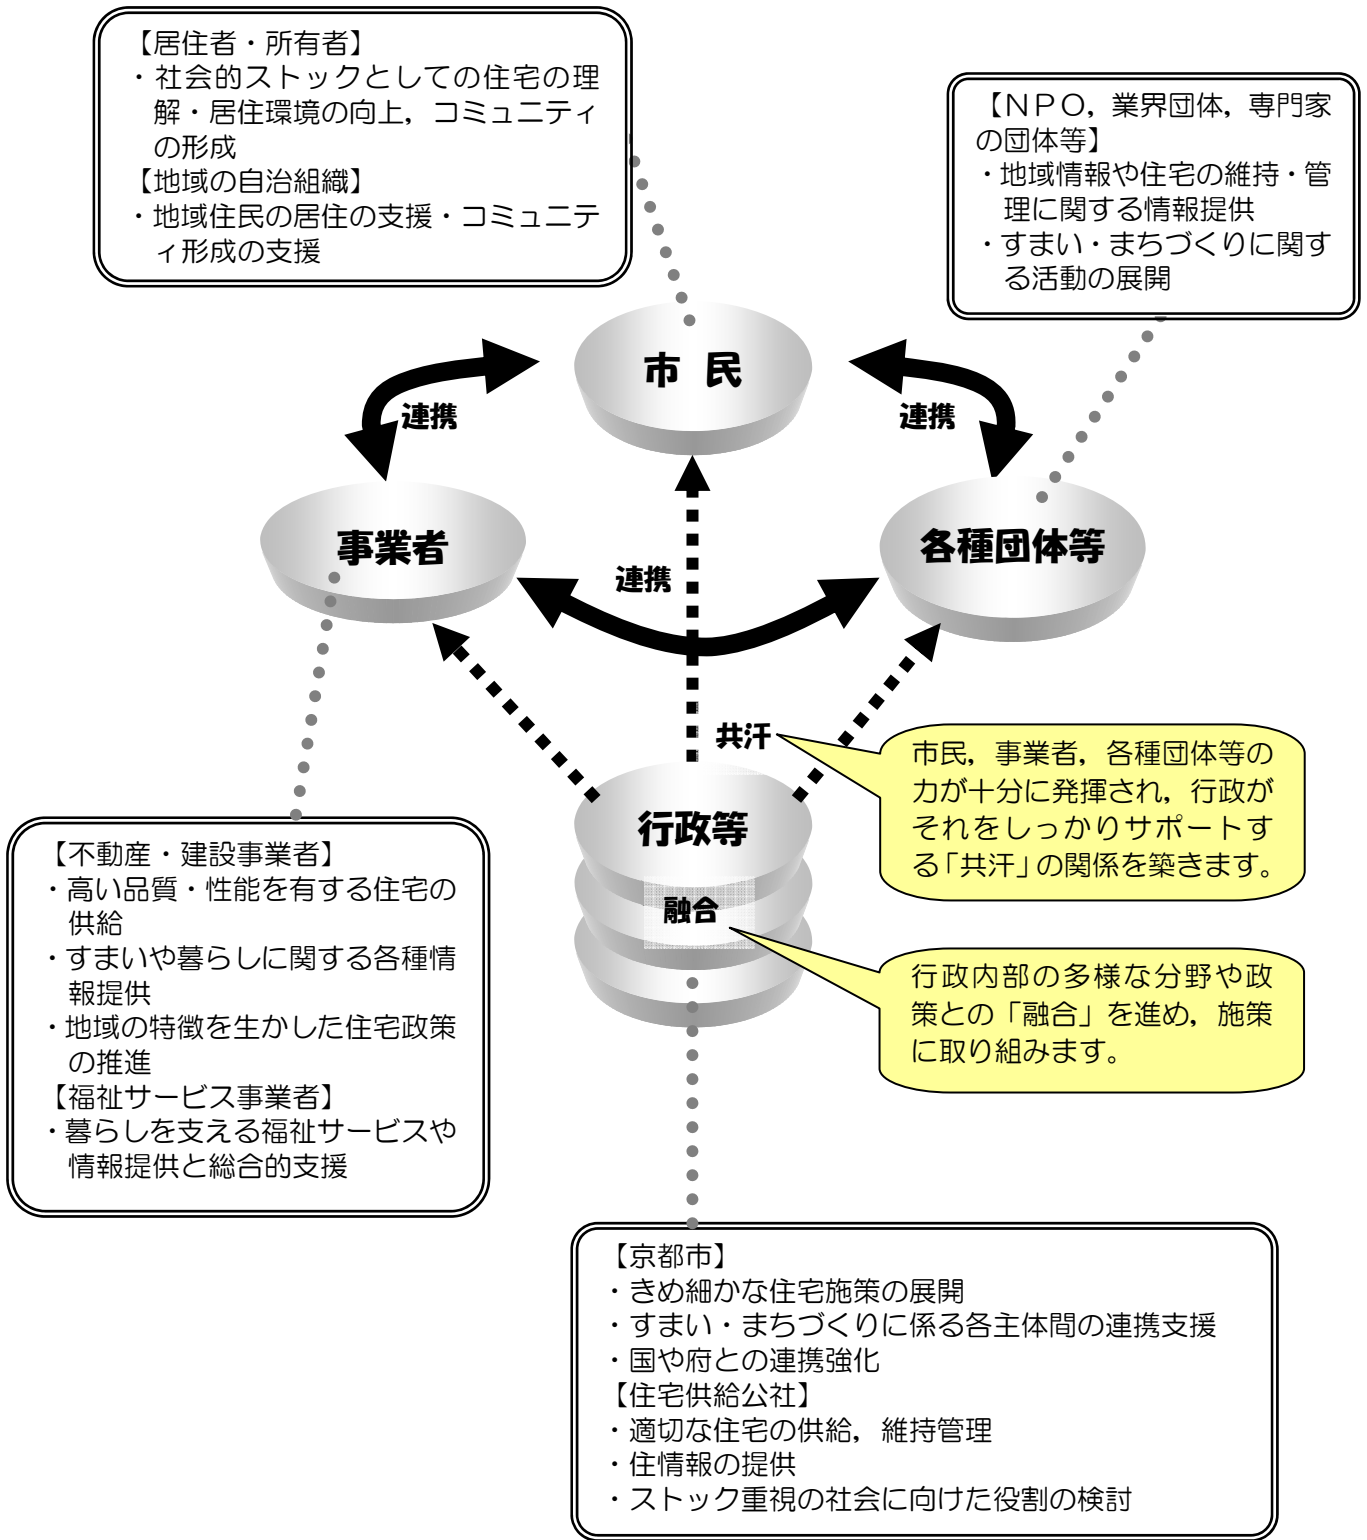 【居住者・所有者】
・社会的ストックとしての住宅の理
解・居住環境の向上，コミュニティ
の形成
【地域の自治組織】
・地域住民の居住の支援・コミュニテ
ィ形成の支援
【ＮＰＯ，業界団体，専門家
の団体等】
・地域情報や住宅の維持・管
理に関する情報提供
・すまい・まちづくりに関す
る活動の展開
市 民
連携
連携
事業者
各種団体等
連携
共汗
市民，事業者，各種団体等の
力が十分に発揮され，行政が
それをしっかりサポートす
る「共汗」の関係を築きます。
行政等
融合
行政内部の多様な分野や政
策との「融合」を進め，施策
に取り組みます。
【不動産・建設事業者】
・高い品質・性能を有する住宅の
供給
・すまいや暮らしに関する各種情
報提供
・地域の特徴を生かした住宅政策
の推進
【福祉サービス事業者】
・暮らしを支える福祉サービスや
情報提供と総合的支援
【京都市】
・きめ細かな住宅施策の展開
・すまい・まちづくりに係る各主体間の連携支援
・国や府との連携強化
【住宅供給公社】
・適切な住宅の供給，維持管理
・住情報の提供
・ストック重視の社会に向けた役割の検討